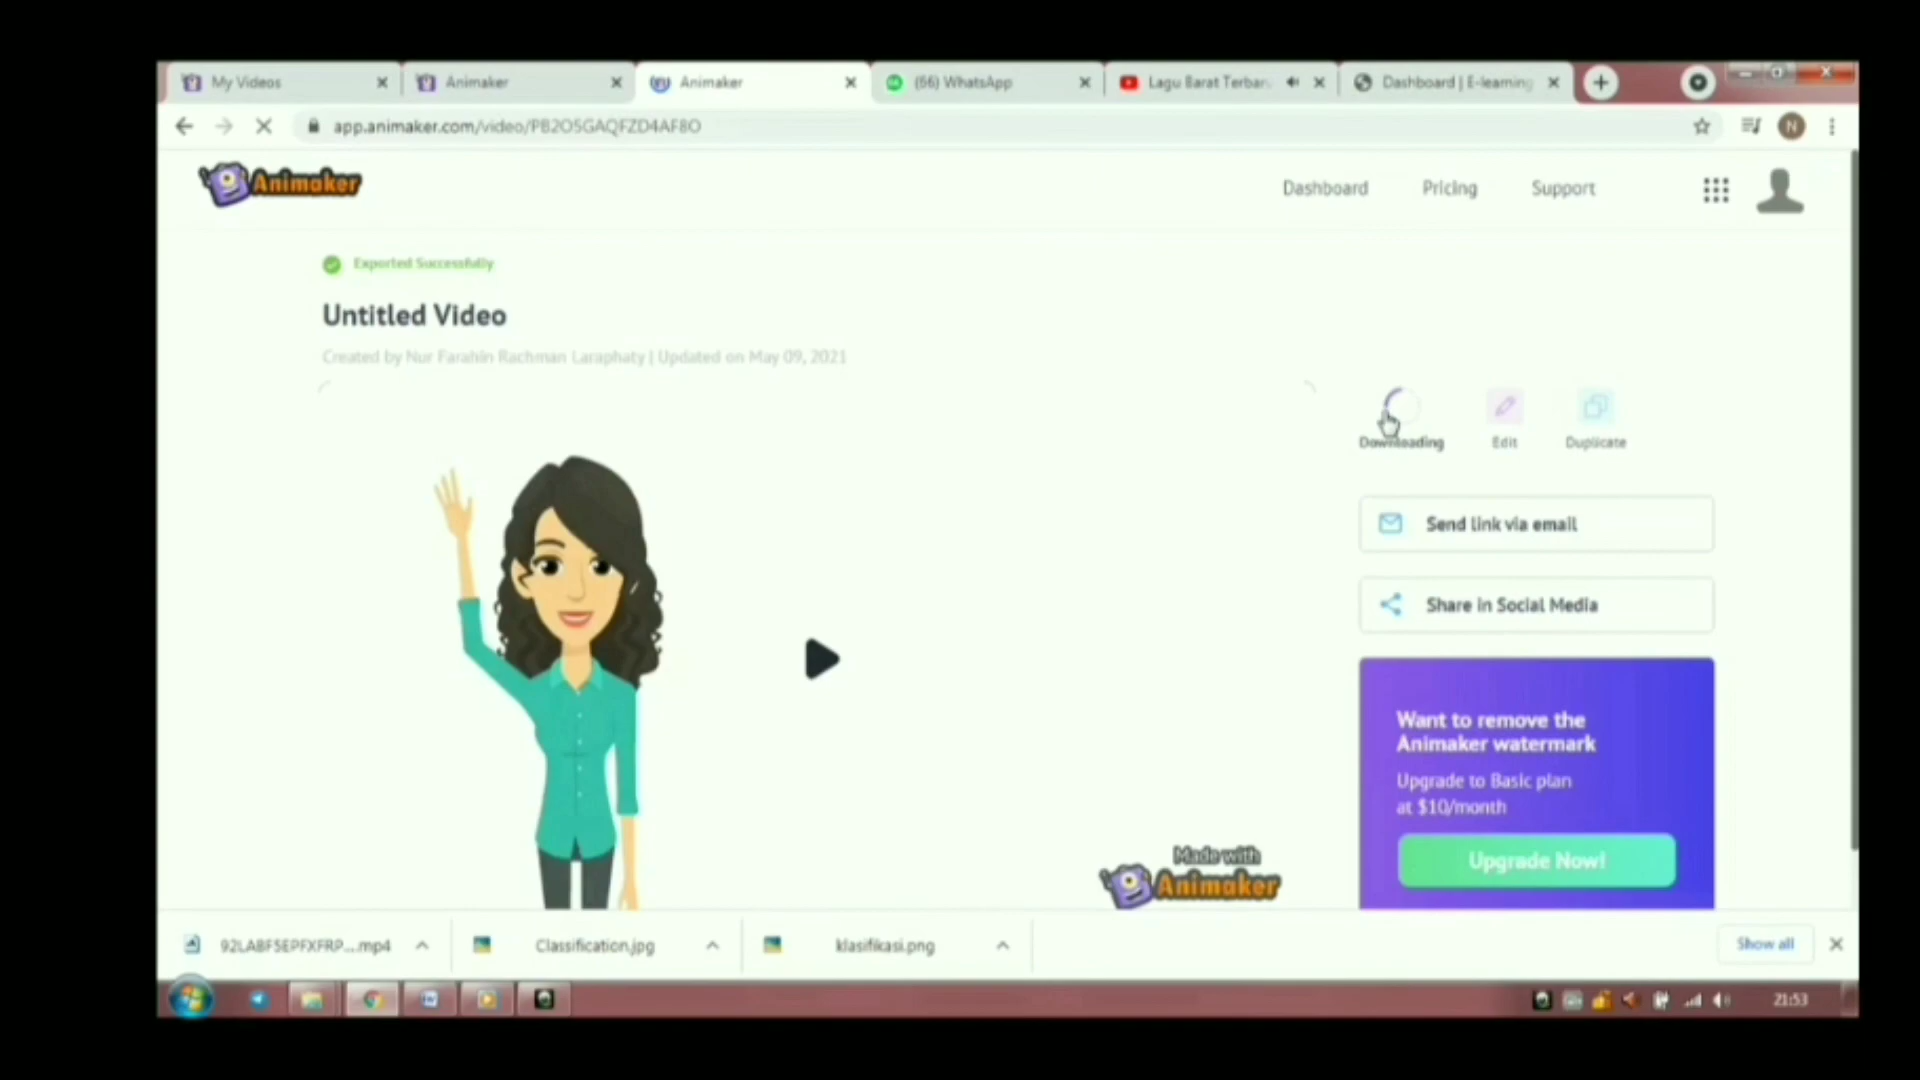 My Videos
Animaker
Animaker
(66) WhatsApp
Lagu Barat Terbar
Dashboard | E-learning
app.animaker.com/video/PB2O5GAQFZD4AF8O
N
Animaker
Dashboard
Pricing
Support
Exported Successfully
Untitled Video
Created by Nur Farahin Rachman Laraphaty | Updated on May 09, 2021
Downloading
Edit
Duplicate
Send link via email
Share in Social Media
Want to remove the
Animaker watermark
Upgrade to Basic plan
at $10/month
Upgrade Now!
Made with
Animaker
92LABFSEPFXFRP....mp4
Classification.jpg
klasifikasi.png
Show all
21:53